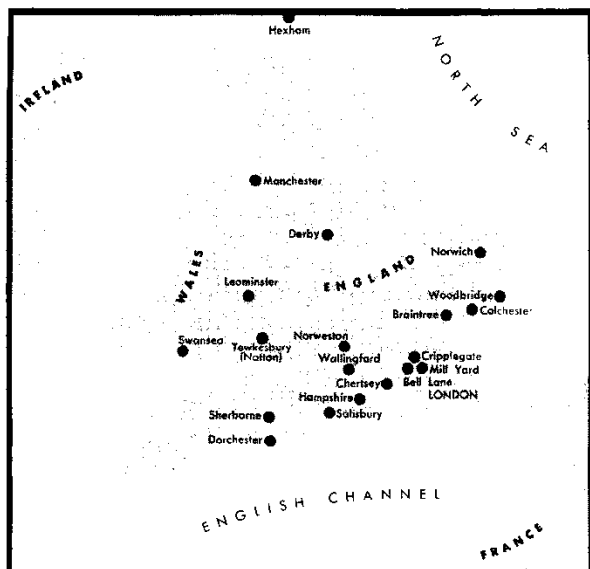 Hexham
IRELAND
NORTH SEA
Manchester
Derby
WALES
Norwich
ENGLAND
Leominster
Woodbridge
Colchester
Braintree
Swansea
Tewkesbury
(Natton)
Norweston
Wallingford
Cripplegate
Mill Yard
Bell Lane
LONDON
Chertsey
Hampshire
Salisbury
Sherborne
Dorchester
ENGLISH CHANNEL
FRANCE